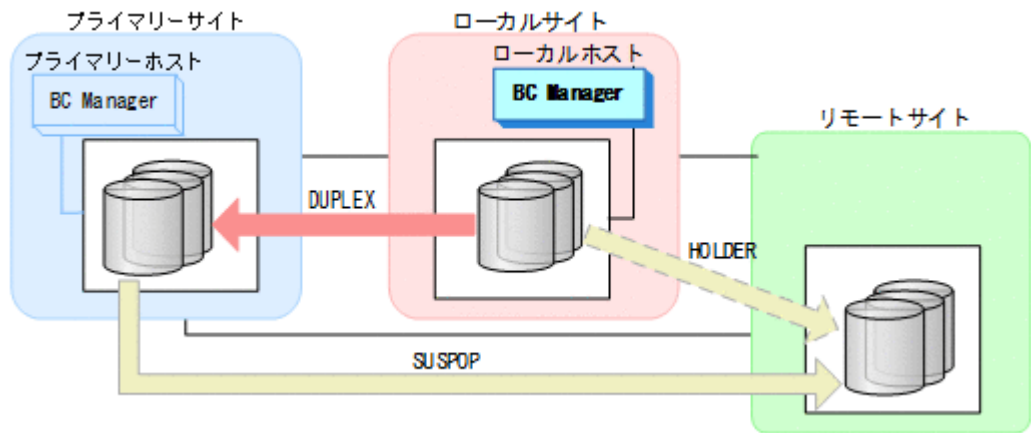 プライマリーサイト
プライマリーホスト
BC Manager
ローカルサイト
ローカルホスト
BC Manager
リモートサイト
DUPLEX
HOLDER
SUSPOP